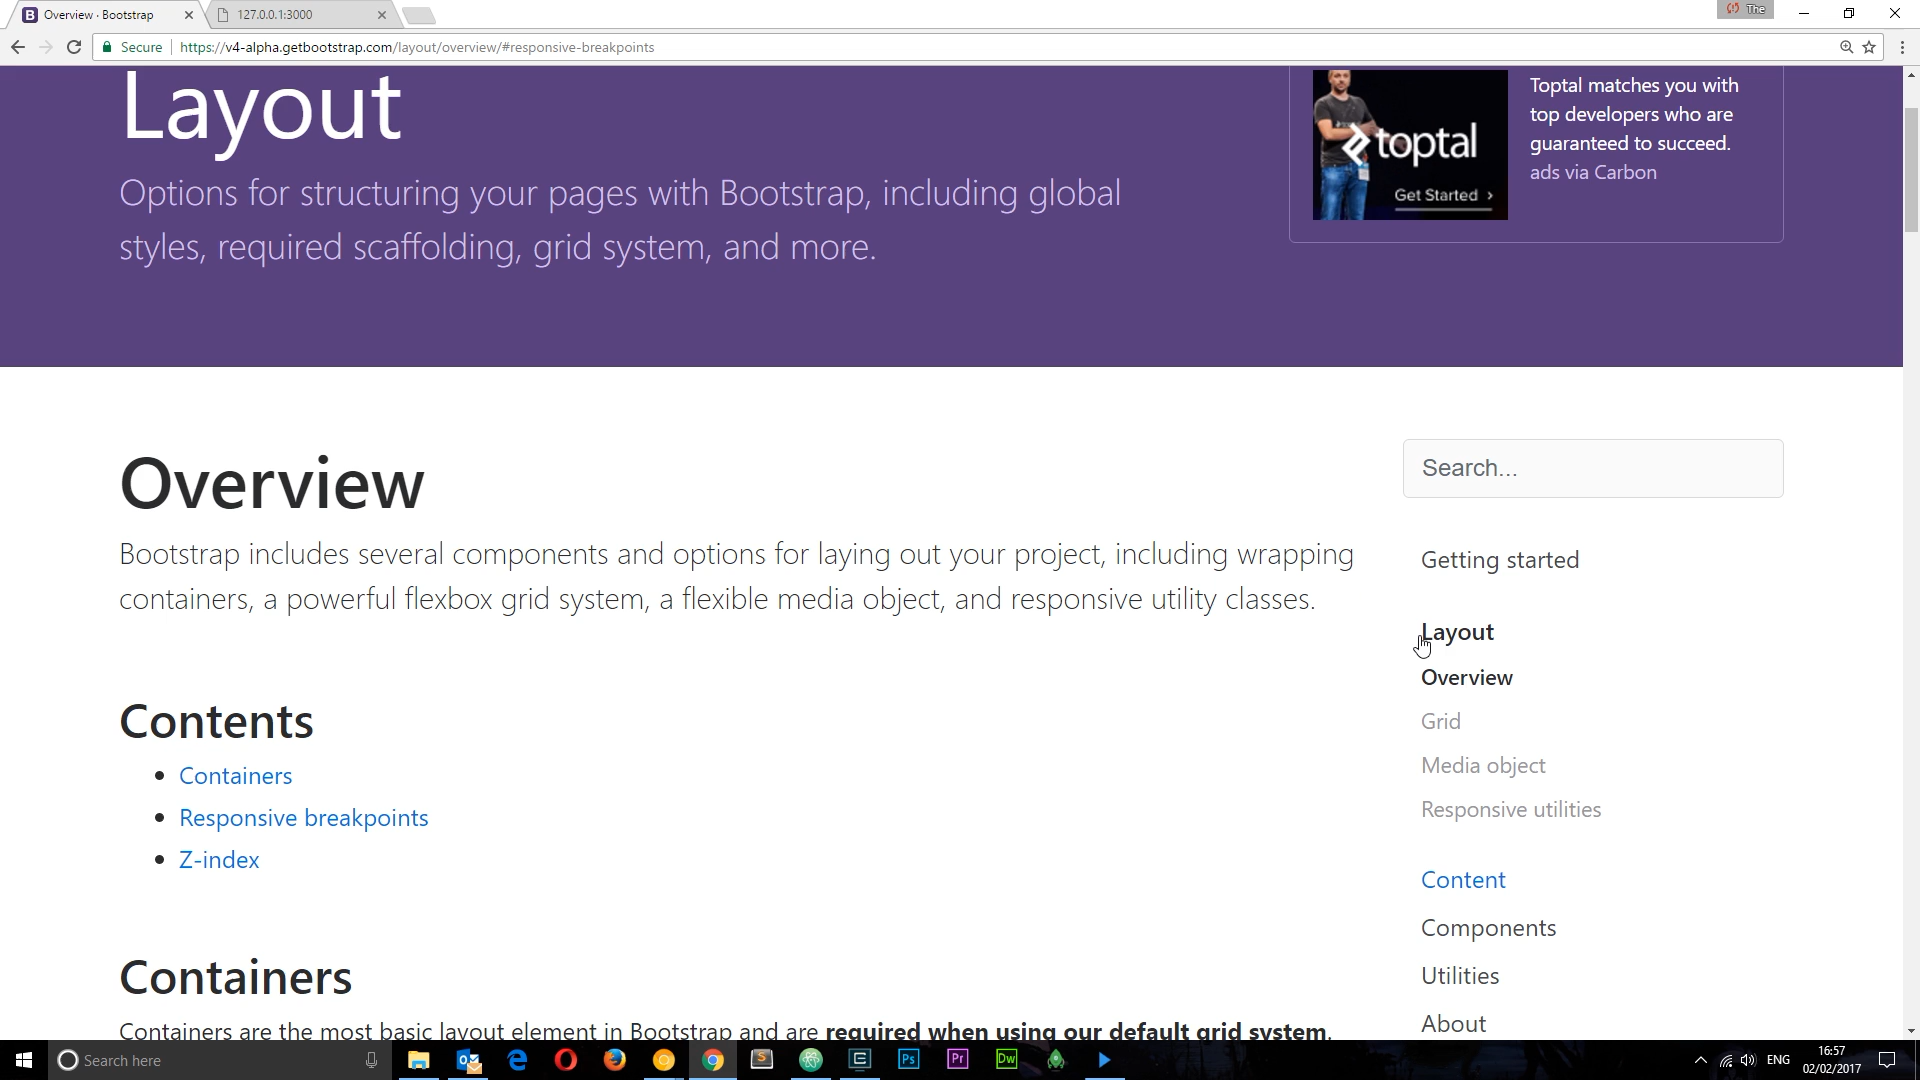 Overview · Bootstrap
127.0.0.1:3000
The
Secure
https://v4-alpha.getbootstrap.com/layout/overview/#responsive-breakpoints
Layout
Options for structuring your pages with Bootstrap, including global
styles, required scaffolding, grid system, and more.
toptal
Get Started >
Toptal matches you with
top developers who are
guaranteed to succeed.
ads via Carbon
Overview
Bootstrap includes several components and options for laying out your project, including wrapping
containers, a powerful flexbox grid system, a flexible media object, and responsive utility classes.
Contents
Containers
Responsive breakpoints
Z-index
Containers
Containers are the most basic layout element in Bootstrap and are required when using our default grid system.
Search...
Getting started
Layout
Overview
Grid
Media object
Responsive utilities
Content
Components
Utilities
About
Search here
Ps
Pr
Dw
ENG
16:57
02/02/2017